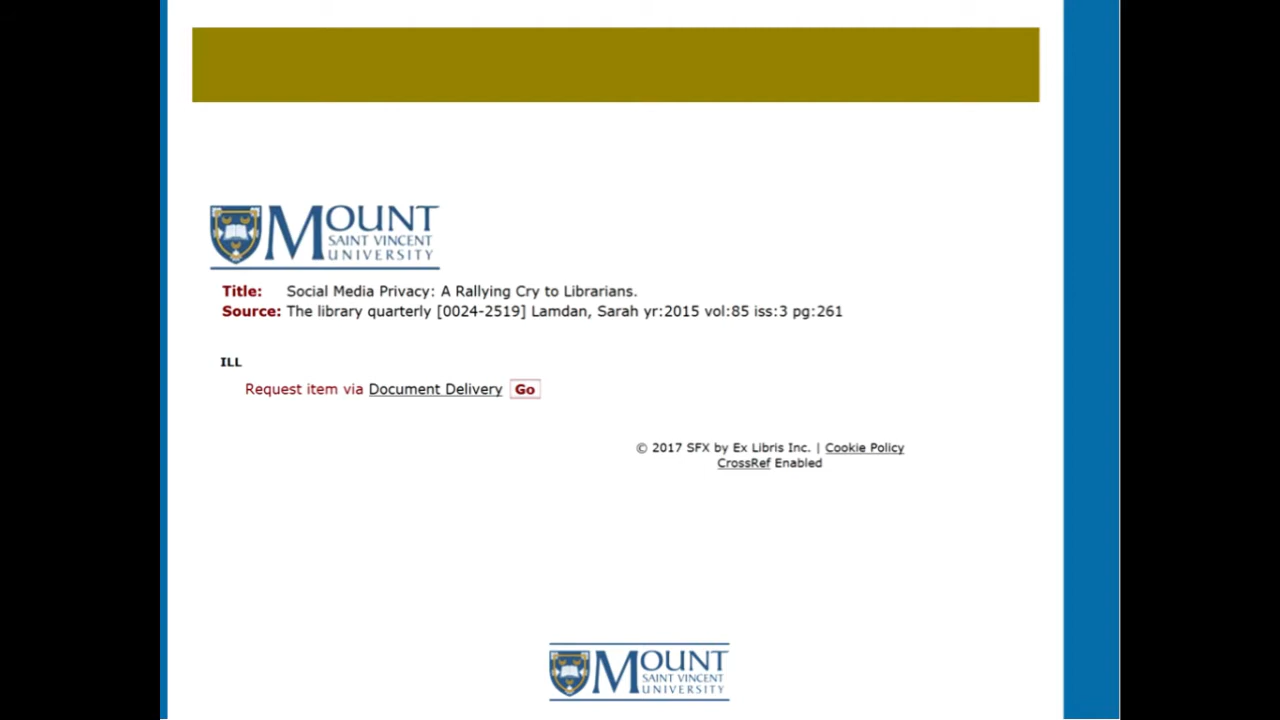 MOUNT
SAINT VINCENT
UNIVERSITY
Title: Social Media Privacy: A Rallying Cry to Librarians.
Source: The library quarterly [0024-2519] Lamdan, Sarah yr:2015 vol:85 iss:3 pg:261
ILL
Request item via Document Delivery Go
© 2017 SFX by Ex Libris Inc. | Cookie Policy
CrossRef Enabled
MOUNT
SAINT VINCENT
UNIVERSITY